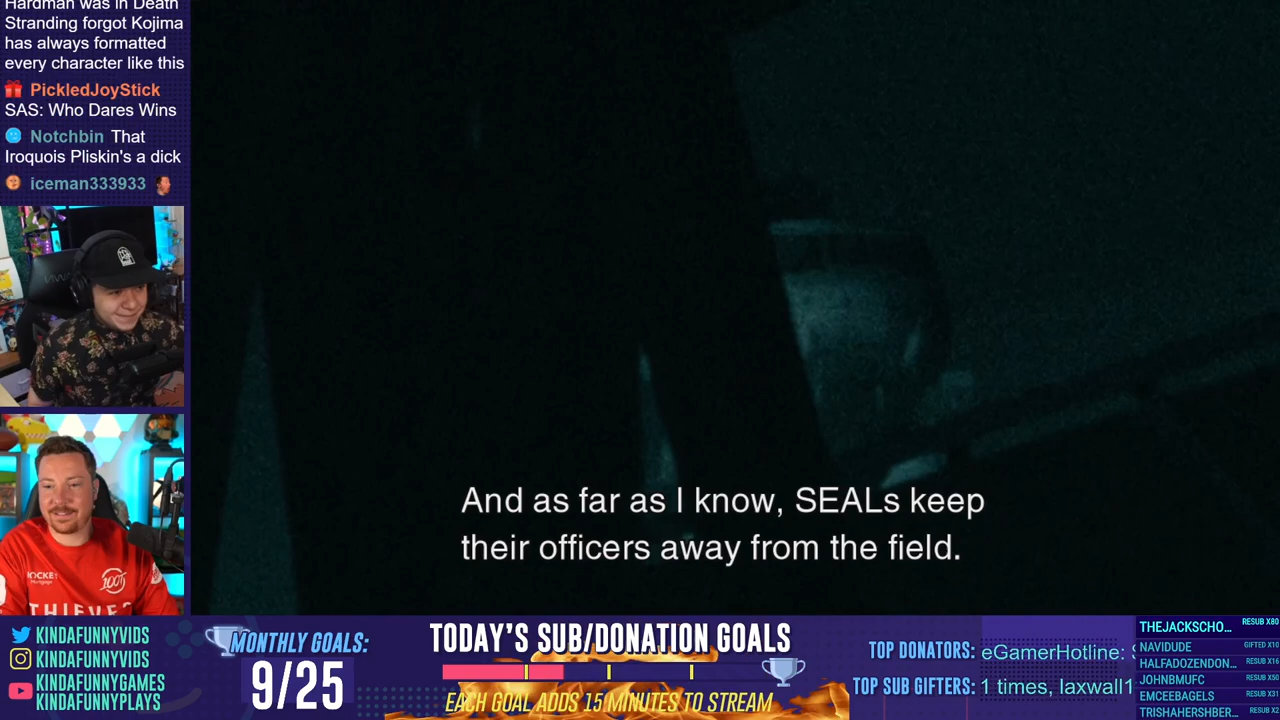 Hardman was in Death
Stranding forgot Kojima
has always formatted
every character like this
PickledJoyStick
SAS: Who Dares Wins
Notchbin That
Iroquois Pliskin's a dick
iceman333933
And as far as I know, SEALs keep
their officers away from the field.
100T
THIEVES
KINDAFUNNYVIDS
KINDAFUNNYVIDS
KINDAFUNNYGAMES
KINDAFUNNYPLAYS
MONTHLY GOALS:
9/25
TODAY'S SUB/DONATION GOALS
EACH GOAL ADDS 15 MINUTES TO STREAM
TOP DONATORS: eGamerHotline:
TOP SUB GIFTERS: 1 times, laxwall1
THEJACKSCHO... RESUB X80
NAVIDUDE GIFTED X10
HALFADOZENDON... RESUB X16
JOHNBMUFC RESUB X50
EMCEEBAGELS RESUB X31
TRISHAHERSHBER... RESUB X2